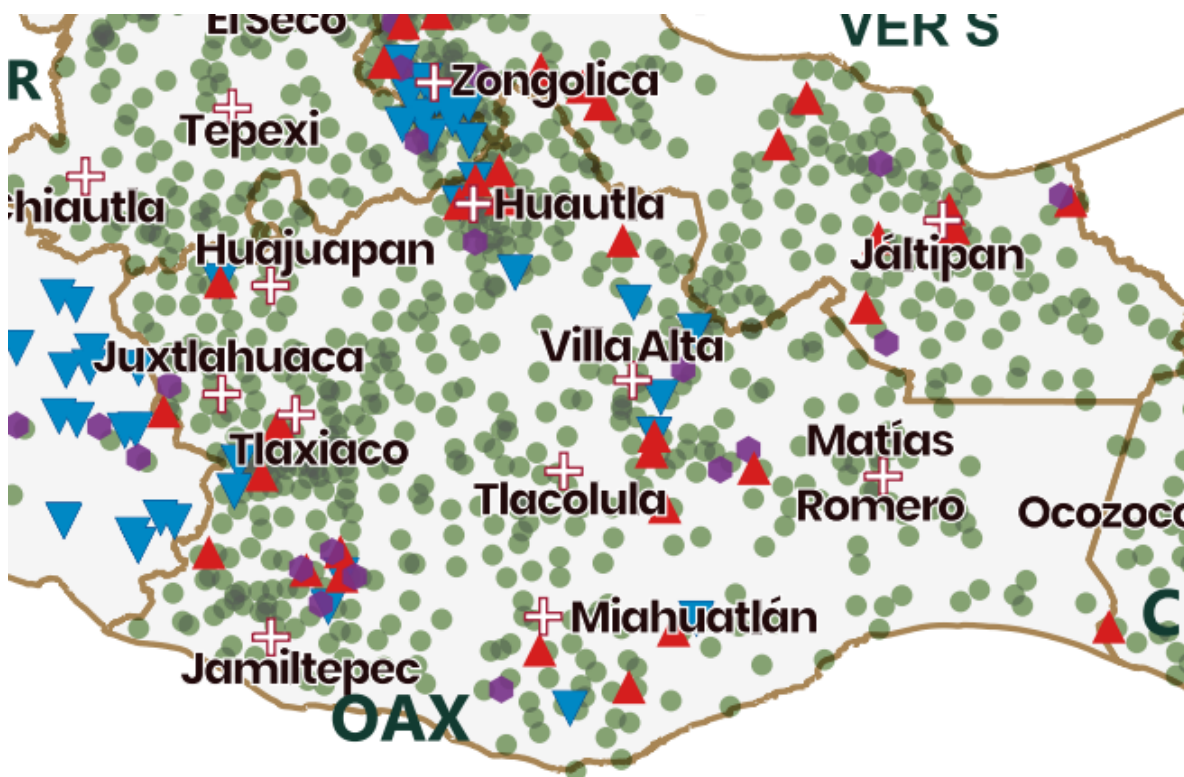 El Seco
VER S
R
Zongolica
Tepexi
Chiautla
Huautla
Huajuapan
Jáltipan
Villa Alta
Juxtlahuaca
Tlaxiaco
Matías
Romero
Tlacolula
Ocozoco
Miahuatlán
C
Jamiltepec
OAX